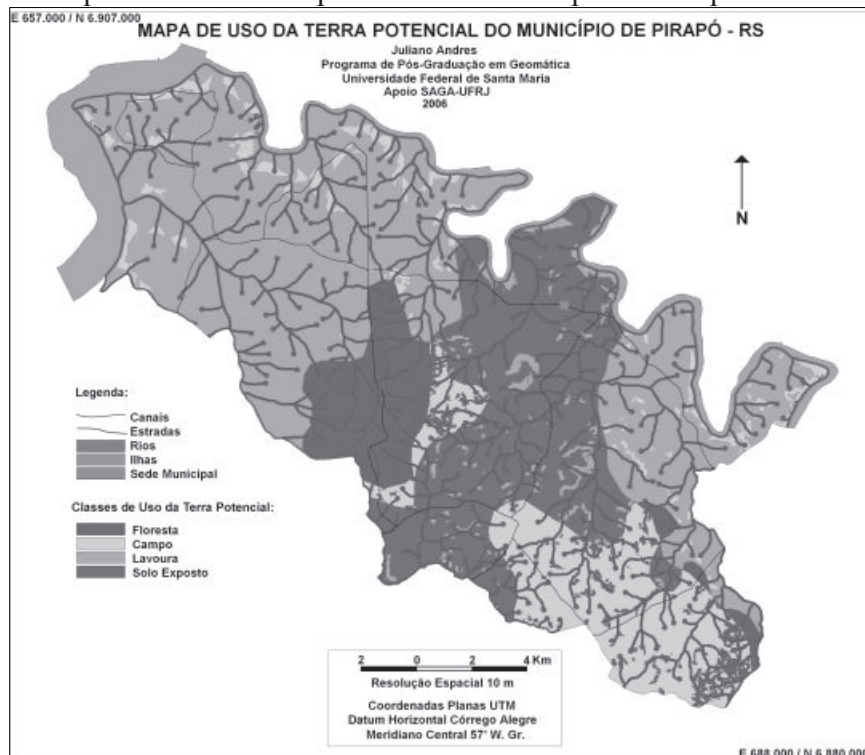 E 657.000 / N 6.907.000
MAPA DE USO DA TERRA POTENCIAL DO MUNICÍPIO DE PIRAPÓ - RS
Juliano Andres
Programa de Pós-Graduação em Geomática
Universidade Federal de Santa Maria
Apoio SAGA-UFRJ
2006
N
Legenda:
Canais
Estradas
Rios
Ilhas
Sede Municipal
Classes de Uso da Terra Potencial:
Floresta
Campo
Lavoura
Solo Exposto
2 0 2 4 Km
Resolução Espacial 10 m
Coordenadas Planas UTM
Datum Horizontal Córrego Alegre
Meridiano Central 57° W. Gr.
E 688.000 / N 6.880.000